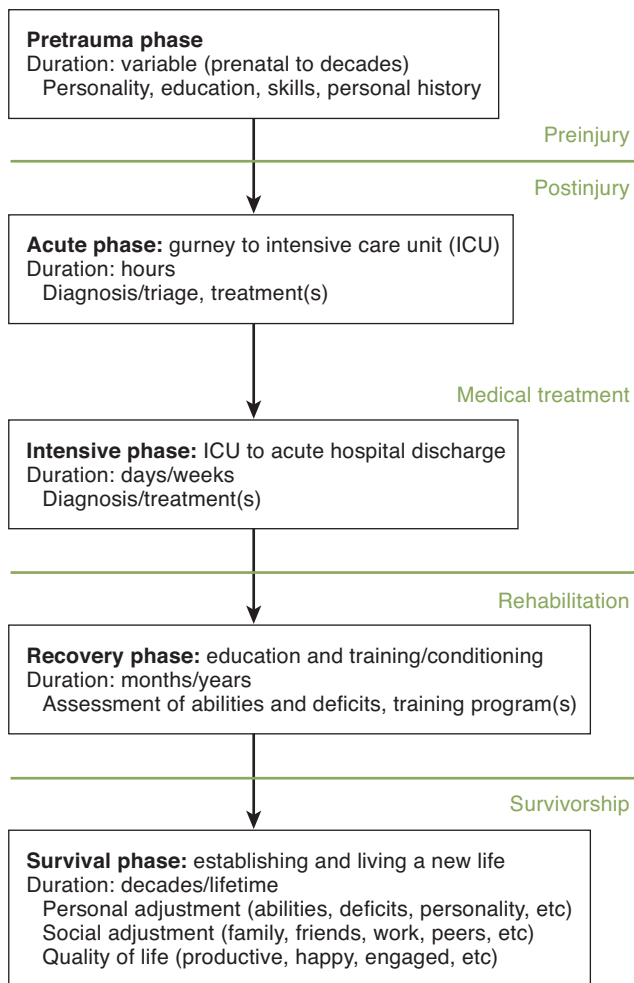 Pretrauma phase
Duration: variable (prenatal to decades)
Personality, education, skills, personal history
Preinjury
Postinjury
Acute phase: gurney to intensive care unit (ICU)
Duration: hours
Diagnosis/triage, treatment(s)
Medical treatment
Intensive phase: ICU to acute hospital discharge
Duration: days/weeks
Diagnosis/treatment(s)
Rehabilitation
Recovery phase: education and training/conditioning
Duration: months/years
Assessment of abilities and deficits, training program(s)
Survivorship
Survival phase: establishing and living a new life
Duration: decades/lifetime
Personal adjustment (abilities, deficits, personality, etc)
Social adjustment (family, friends, work, peers, etc)
Quality of life (productive, happy, engaged, etc)